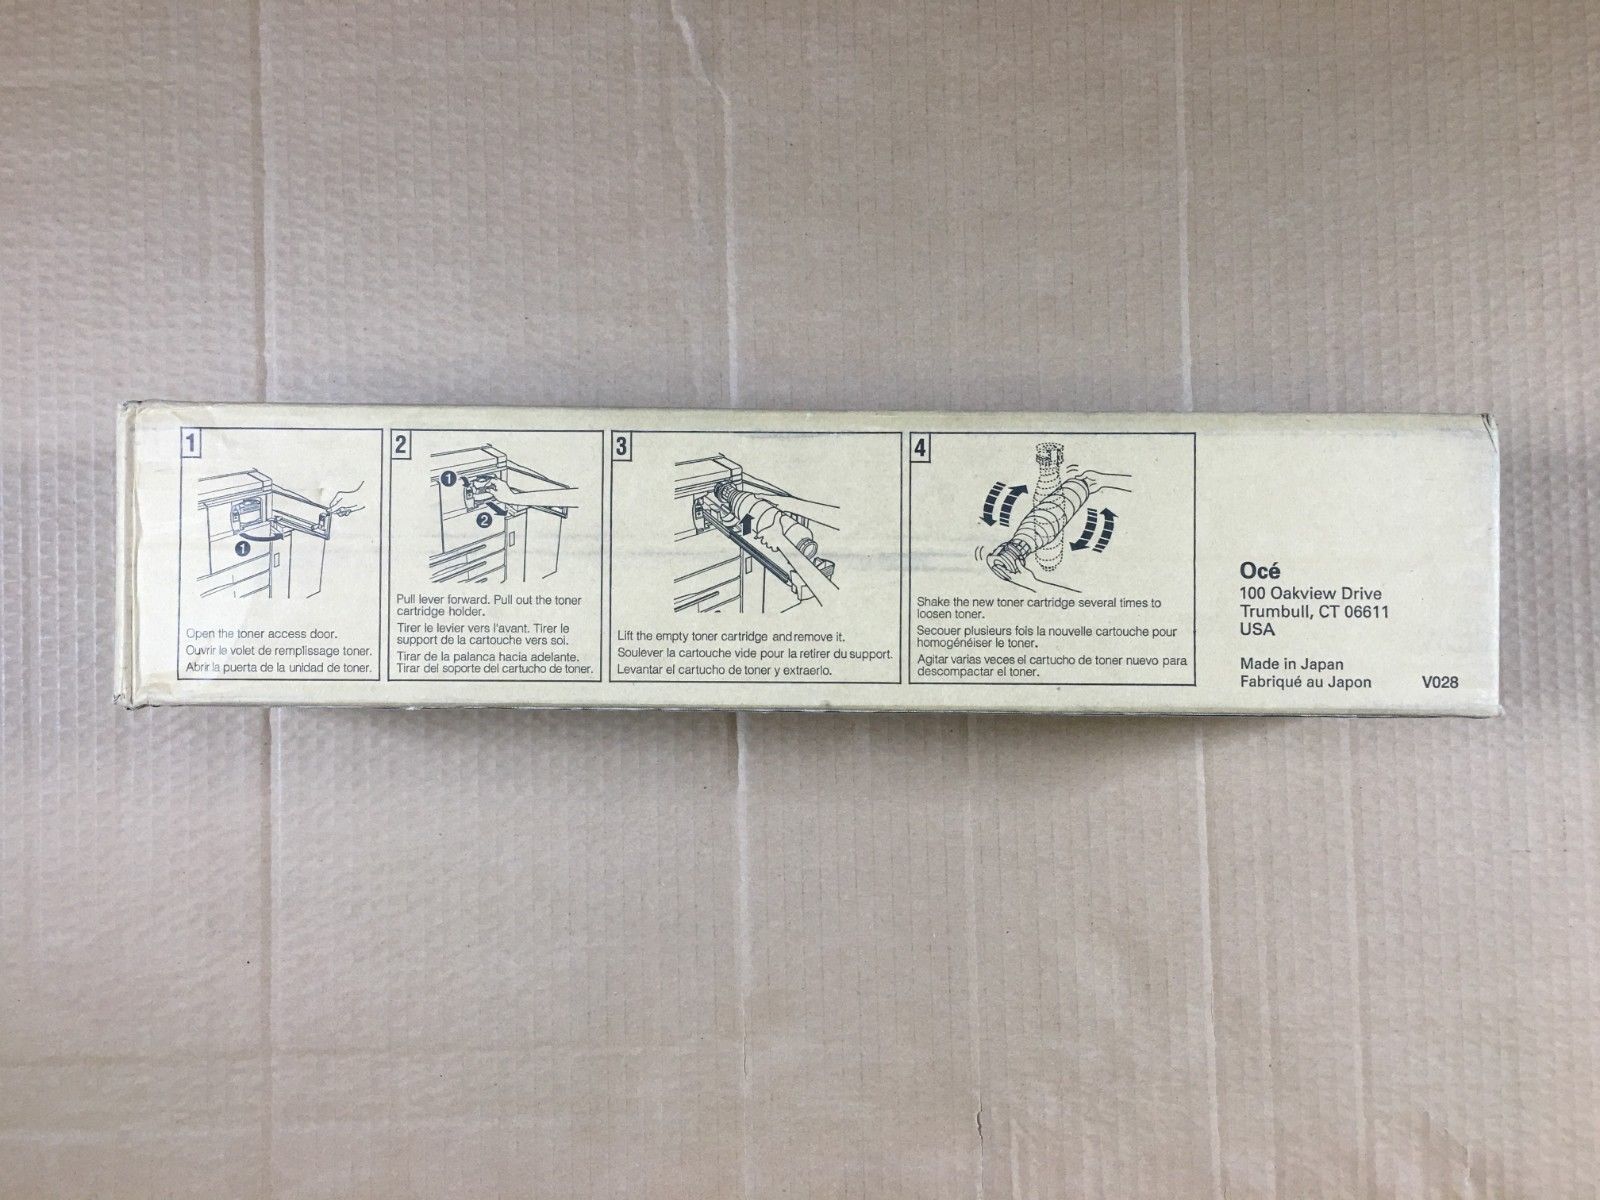 1
1
Open the toner access door.
Ouvrir le volet de remplissage toner.
Abrir la puerta de la unidad de toner.
2
1
2
Pull lever forward. Pull out the toner
cartridge holder.
Tirer le levier vers l'avant. Tirer le
support de la cartouche vers soi.
Tirar de la palanca hacia adelante.
Tirar del soporte del cartucho de toner.
3
Lift the empty toner cartridge and remove it.
Soulever la cartouche vide pour la retirer du support.
Levantar el cartucho de toner y extraerlo.
4
Shake the new toner cartridge several times to
loosen toner.
Secouer plusieurs fois la nouvelle cartouche pour
homogénéiser le toner.
Agitar varias veces el cartucho de toner nuevo para
descompactar el toner.
Océ
100 Oakview Drive
Trumbull, CT 06611
USA
Made in Japan
Fabriqué au Japon
V028